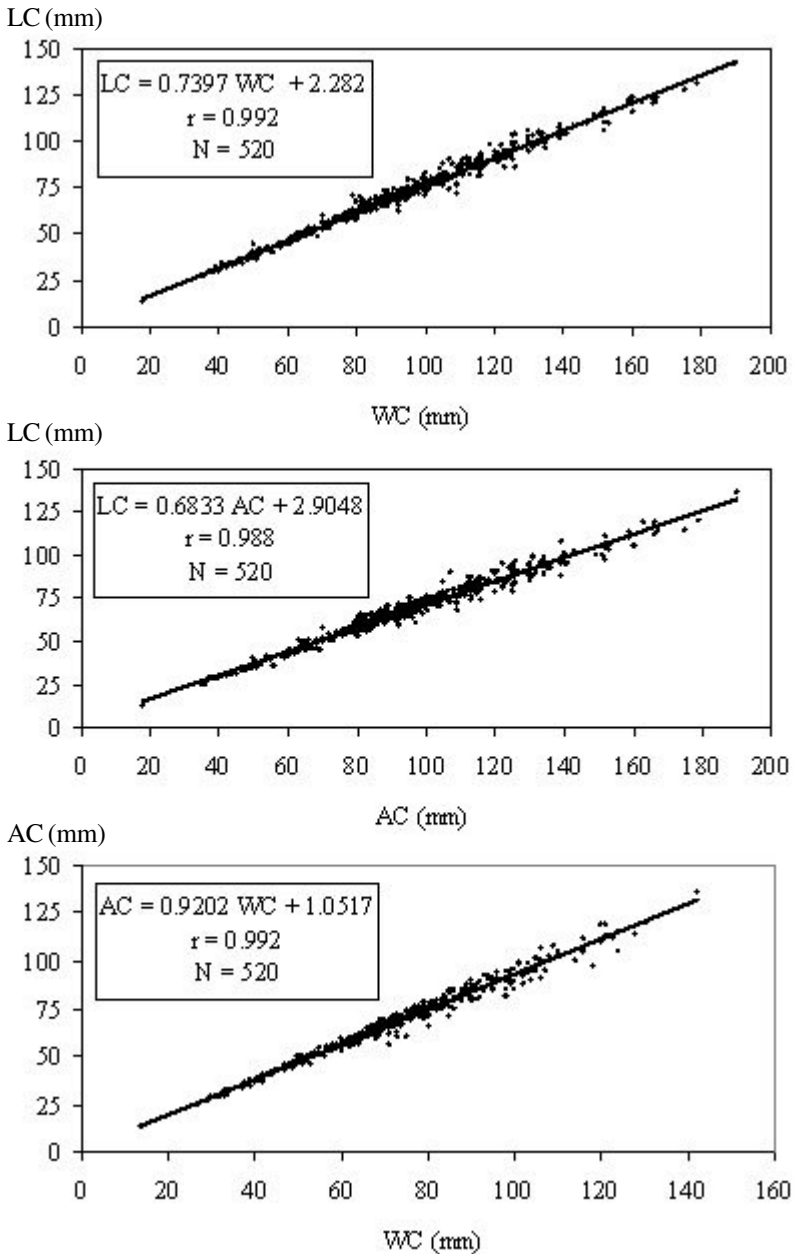 LC (mm)
150
LC = 0.7397 WC + 2.282
125
r = 0.992
100
N = 520
75
50
25
0
0 20 40 60 80 100 120 140 160 180 200
WC (mm)
LC (mm)
150
LC = 0.6833 AC + 2.9048
125
r = 0.988
100
N = 520
75
50
25
0
0 20 40 60 80 100 120 140 160 180 200
AC (mm)
AC (mm)
150
AC = 0.9202 WC + 1.0517
125
r = 0.992
100
N = 520
75
50
25
0
0 20 40 60 80 100 120 140 160
WC (mm)